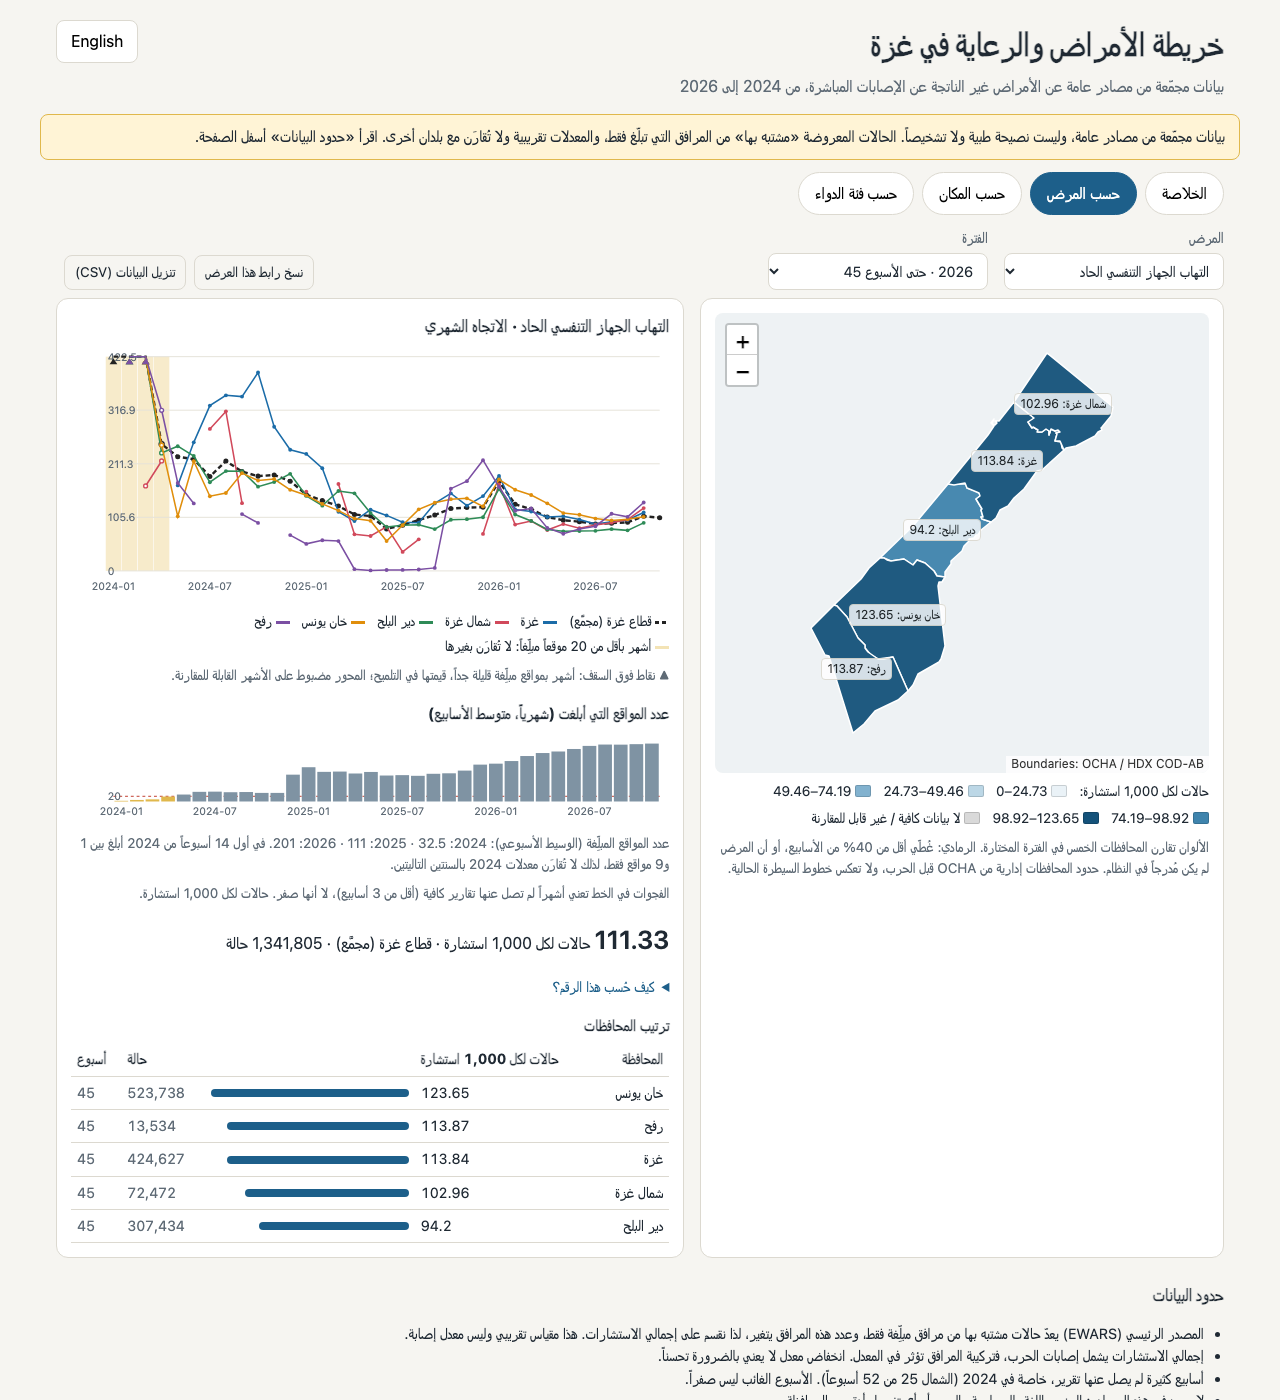 خريطة الأمراض والرعاية في غزة
English
بيانات مجمّعة من مصادر عامة عن الأمراض غير الناتجة عن الإصابات المباشرة، من 2024 إلى 2026
بيانات مجمّعة من مصادر عامة، وليست نصيحة طبية ولا تشخيصاً. الحالات المعروضة «مشتبه بها» من المرافق التي تبلّغ فقط، والمعدلات تقريبية ولا تُقارَن مع بلدان أخرى. اقرأ «حدود البيانات» أسفل الصفحة.
الخلاصة
حسب المرض
حسب المكان
حسب فئة الدواء
المرض
الفترة
التهاب الجهاز التنفسي الحاد
2026 · حتى الأسبوع 45
نسخ رابط هذا العرض
تنزيل البيانات (CSV)
+
−
شمال غزة: 102.96
غزة: 113.84
دير البلح: 94.2
خان يونس: 123.65
رفح: 113.87
Boundaries: OCHA / HDX COD-AB
حالات لكل 1,000 استشارة: 0–24.73 24.73–49.46 49.46–74.19
74.19–98.92 98.92–123.65 لا بيانات كافية / غير قابل للمقارنة
الألوان تقارن المحافظات الخمس في الفترة المختارة. الرمادي: غُطّي أقل من 40% من الأسابيع، أو أن المرض
لم يكن مُدرجاً في النظام. حدود المحافظات إدارية من OCHA قبل الحرب، ولا تعكس خطوط السيطرة الحالية.
التهاب الجهاز التنفسي الحاد · الاتجاه الشهري
422.5
316.9
211.3
105.6
0
2024-01 2024-07 2025-01 2025-07 2026-01 2026-07
قطاع غزة (مجمّع) غزة شمال غزة دير البلح خان يونس رفح
أشهر بأقل من 20 موقعاً مبلِّغاً: لا تُقارَن بغيرها
▲ نقاط فوق السقف: أشهر بمواقع مبلِّغة قليلة جداً، قيمتها في التلميح؛ المحور مضبوط على الأشهر القابلة للمقارنة.
عدد المواقع التي أبلغت (شهرياً، متوسط الأسابيع)
20
2024-01 2024-07 2025-01 2025-07 2026-01 2026-07
عدد المواقع المبلِّغة (الوسيط الأسبوعي): 2024: 32.5 · 2025: 111 · 2026: 201. في أول 14 أسبوعاً من 2024 أبلغ بين 1
و9 مواقع فقط، لذلك لا تُقارَن معدلات 2024 بالسنتين التاليتين.
الفجوات في الخط تعني أشهراً لم تصل عنها تقارير كافية (أقل من 3 أسابيع)، لا أنها صفر. حالات لكل 1,000 استشارة.
111.33 حالات لكل 1,000 استشارة · قطاع غزة (مجمّع) · 1,341,805 حالة
◀ كيف حُسب هذا الرقم؟
ترتيب المحافظات
المحافظة حالات لكل 1,000 استشارة حالة أسبوع
خان يونس 123.65 523,738 45
رفح 113.87 13,534 45
غزة 113.84 424,627 45
شمال غزة 102.96 72,472 45
دير البلح 94.2 307,434 45
حدود البيانات
• المصدر الرئيسي (EWARS) يعدّ حالات مشتبه بها من مرافق مبلِّغة فقط، وعدد هذه المرافق يتغير، لذا نقسم على إجمالي الاستشارات. هذا مقياس تقريبي وليس معدل إصابة.
• إجمالي الاستشارات يشمل إصابات الحرب، فتركيبة المرافق تؤثر في المعدل. انخفاض معدل لا يعني بالضرورة تحسناً.
• أسابيع كثيرة لم يصل عنها تقرير، خاصة في 2024 (الشمال 25 من 52 أسبوعاً). الأسبوع الغائب ليس صفراً.